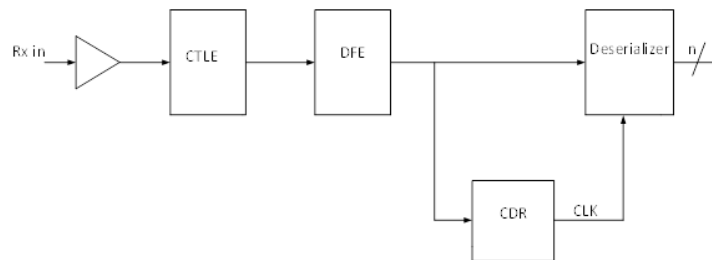 Rx in
CTLE
DFE
Deserializer
n
CDR
CLK